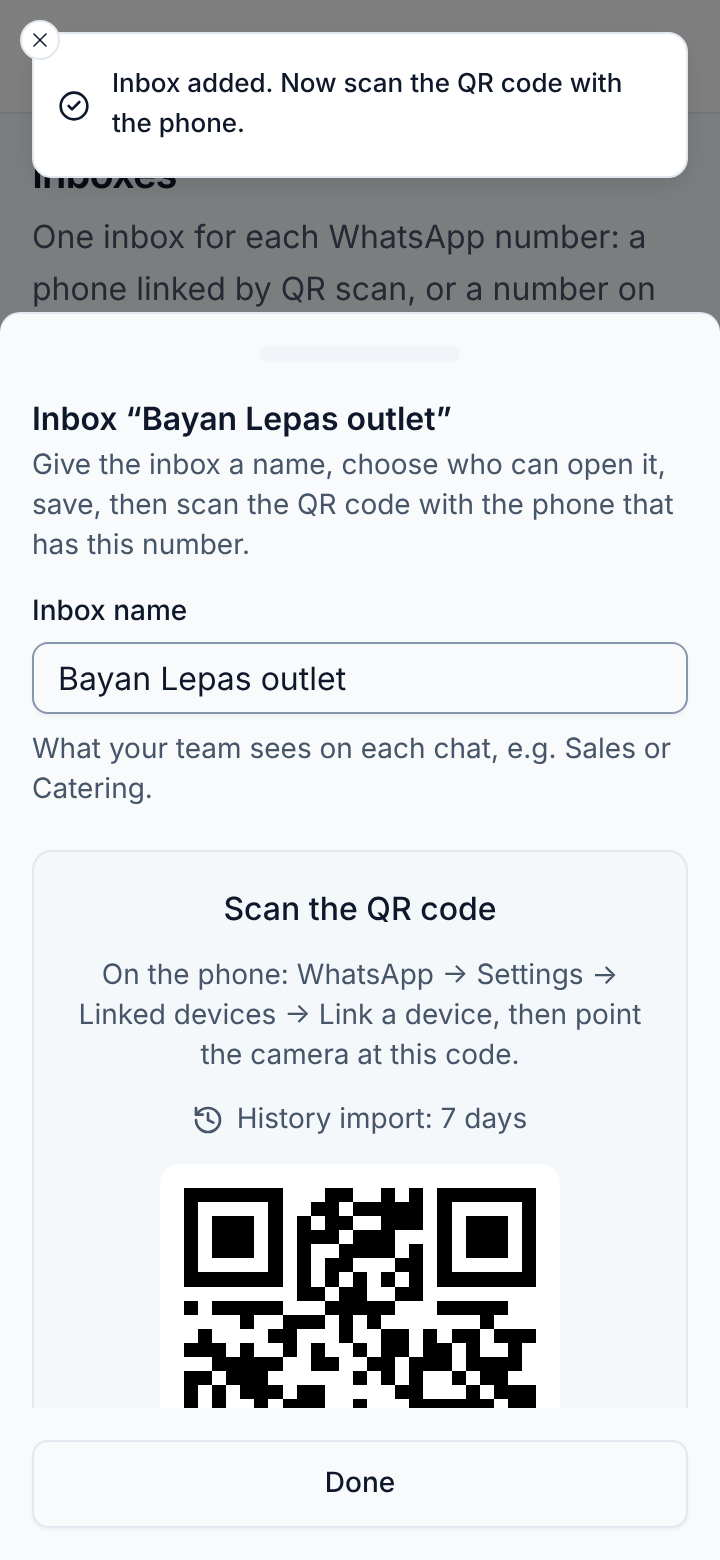 Inbox added. Now scan the QR code with
the phone.
Inboxes
One inbox for each WhatsApp number: a
phone linked by QR scan, or a number on
Inbox “Bayan Lepas outlet”
Give the inbox a name, choose who can open it,
save, then scan the QR code with the phone that
has this number.
Inbox name
Bayan Lepas outlet
What your team sees on each chat, e.g. Sales or
Catering.
Scan the QR code
On the phone: WhatsApp → Settings →
Linked devices → Link a device, then point
the camera at this code.
History import: 7 days
Done